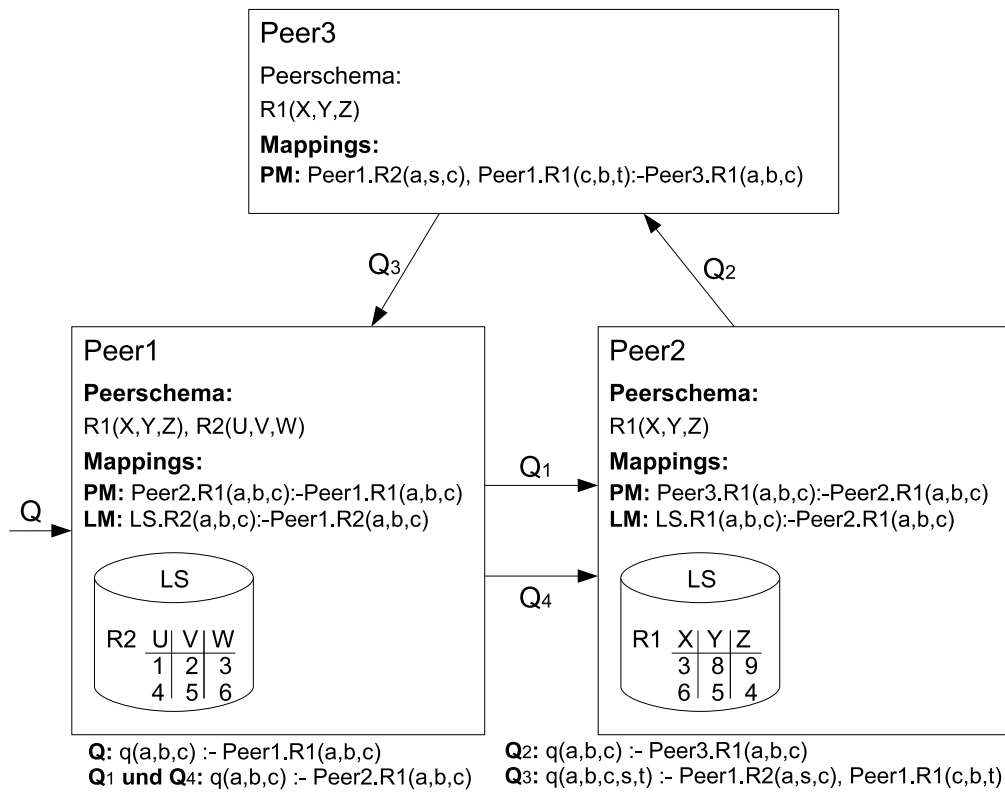 Peer3
Peerschema:
R1(X,Y,Z)
Mappings:
PM: Peer1.R2(a,s,c), Peer1.R1(c,b,t):-Peer3.R1(a,b,c)
Q3
Q2
Peer1
Peerschema:
R1(X,Y,Z), R2(U,V,W)
Mappings:
PM: Peer2.R1(a,b,c):-Peer1.R1(a,b,c)
LM: LS.R2(a,b,c):-Peer1.R2(a,b,c)
LS
R2 U V W
1 2 3
4 5 6
Q
Q1
Q4
Peer2
Peerschema:
R1(X,Y,Z)
Mappings:
PM: Peer3.R1(a,b,c):-Peer2.R1(a,b,c)
LM: LS.R1(a,b,c):-Peer2.R1(a,b,c)
LS
R1 X Y Z
3 8 9
6 5 4
Q: q(a,b,c) :- Peer1.R1(a,b,c)
Q1 und Q4: q(a,b,c) :- Peer2.R1(a,b,c)
Q2: q(a,b,c) :- Peer3.R1(a,b,c)
Q3: q(a,b,c,s,t) :- Peer1.R2(a,s,c), Peer1.R1(c,b,t)